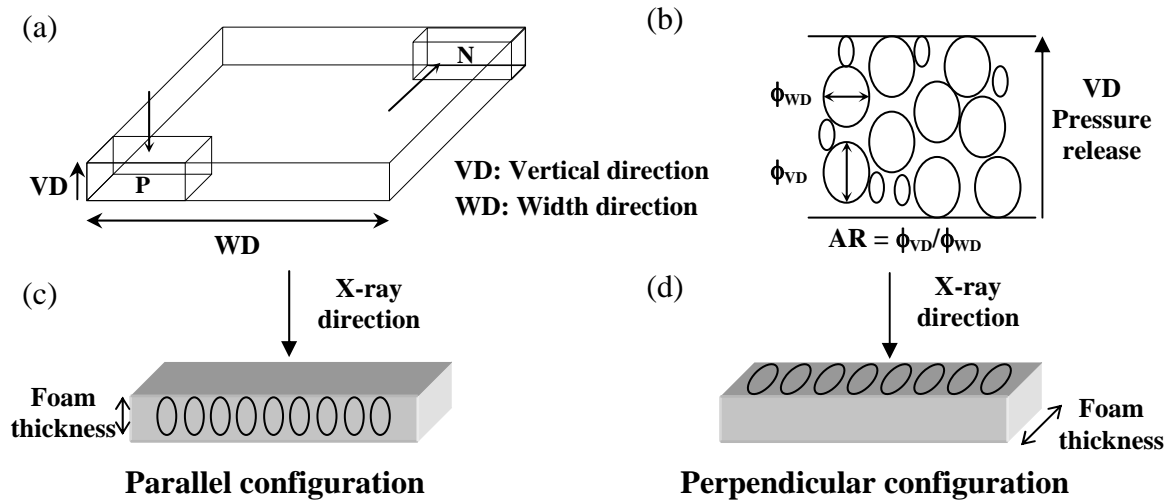 (a)
N
P
VD
WD
VD: Vertical direction
WD: Width direction
(b)
ϕWD
ϕVD
VD
Pressure
release
AR = ϕVD/ϕWD
(c)
X-ray
direction
Foam
thickness
Parallel configuration
(d)
X-ray
direction
Foam
thickness
Perpendicular configuration